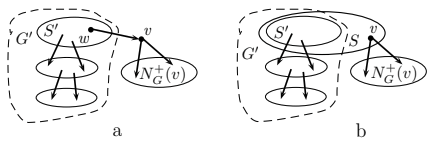 G′ S′ w v
N_G^+(v)
a
G′ S v
N_G^+(v)
b